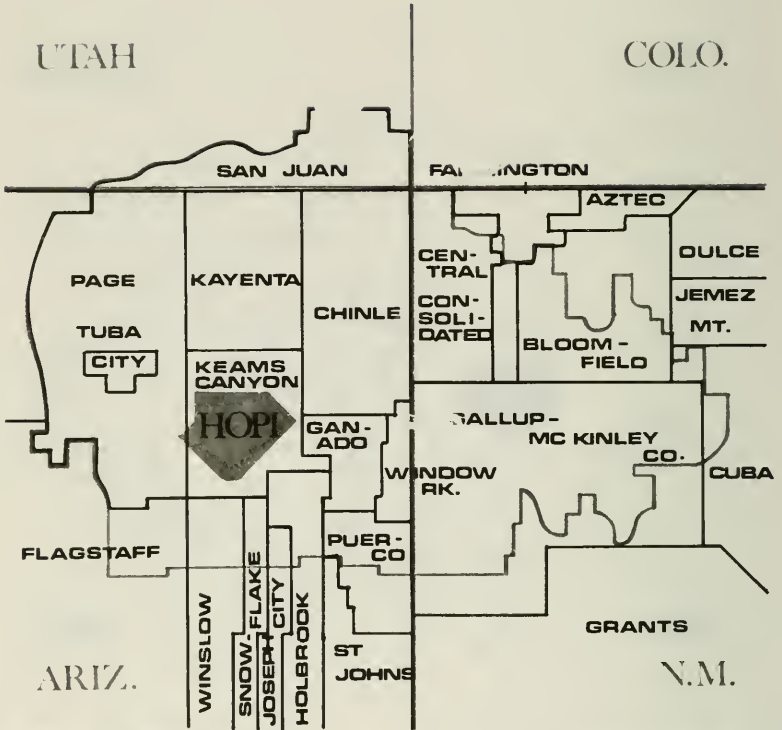 UTAH
COLO.
SAN JUAN
FA INGTON
AZTEC
PAGE
KAYENTA
CHINLE
CEN-
TRAL
CON-
SOLI-
DATED
DULCE
JEMEZ
MT.
TUBA
CITY
BLOOM-
FIELD
KEAMS
CANYON
HOPI
GAN-
ADO
GALLUP-
MC KINLEY
CO.
WINDOW
RK.
CUBA
FLAGSTAFF
PUER-
CO
WINSLOW
SNOW-FLAKE
JOSEPH CITY
HOLBROOK
ST
JOHNS
GRANTS
ARIZ.
N.M.